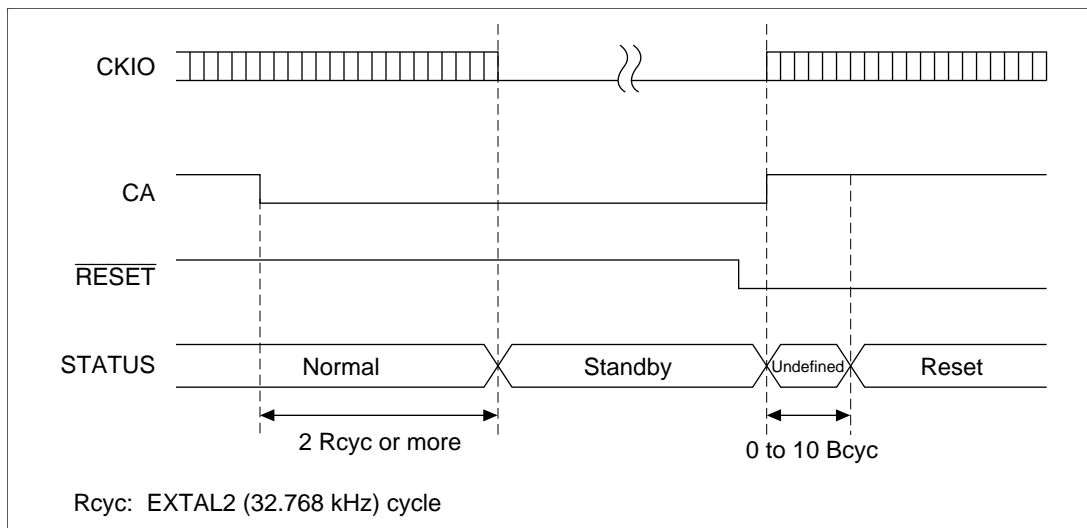 CKIO
CA
RESET
STATUS
Normal
Standby
Undefined
Reset
2 Rcyc or more
0 to 10 Bcyc
Rcyc: EXTAL2 (32.768 kHz) cycle